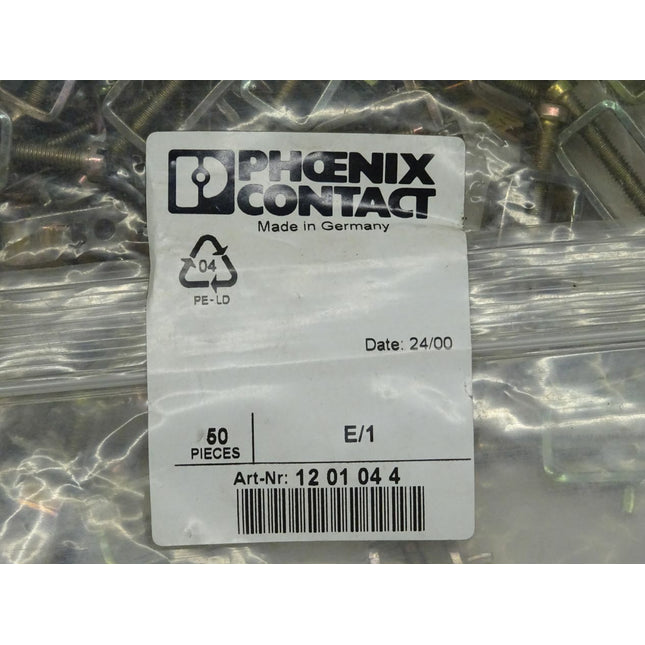 PHŒNIX
CONTACT
Made in Germany
04
PE-LD
Date: 24/00
50
PIECES
E/1
Art-Nr: 12 01 04 4